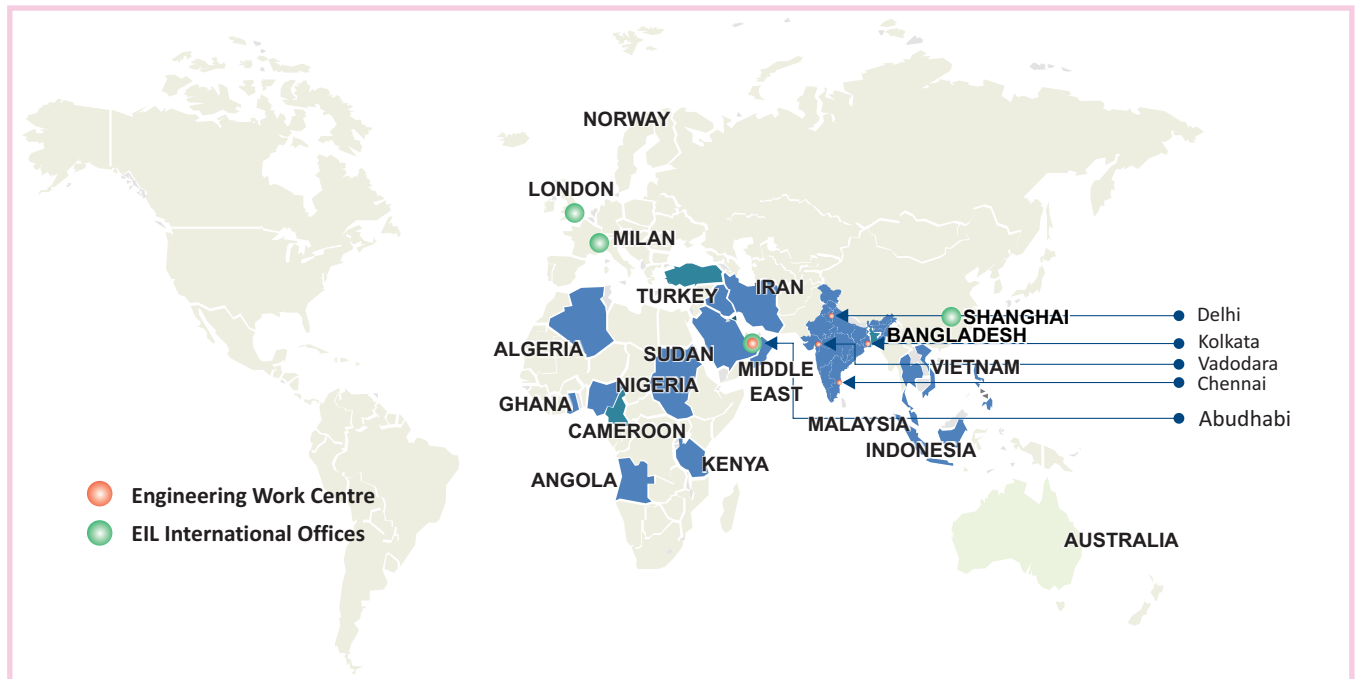 NORWAY
LONDON
MILAN
TURKEY
IRAN
SHANGHAI
Delhi
BANGLADESH
Kolkata
ALGERIA
SUDAN
MIDDLE
EAST
VIETNAM
Vadodara
Chennai
NIGERIA
GHANA
CAMEROON
MALAYSIA
Abudhabi
INDONESIA
KENYA
ANGOLA
Engineering Work Centre
EIL International Offices
AUSTRALIA